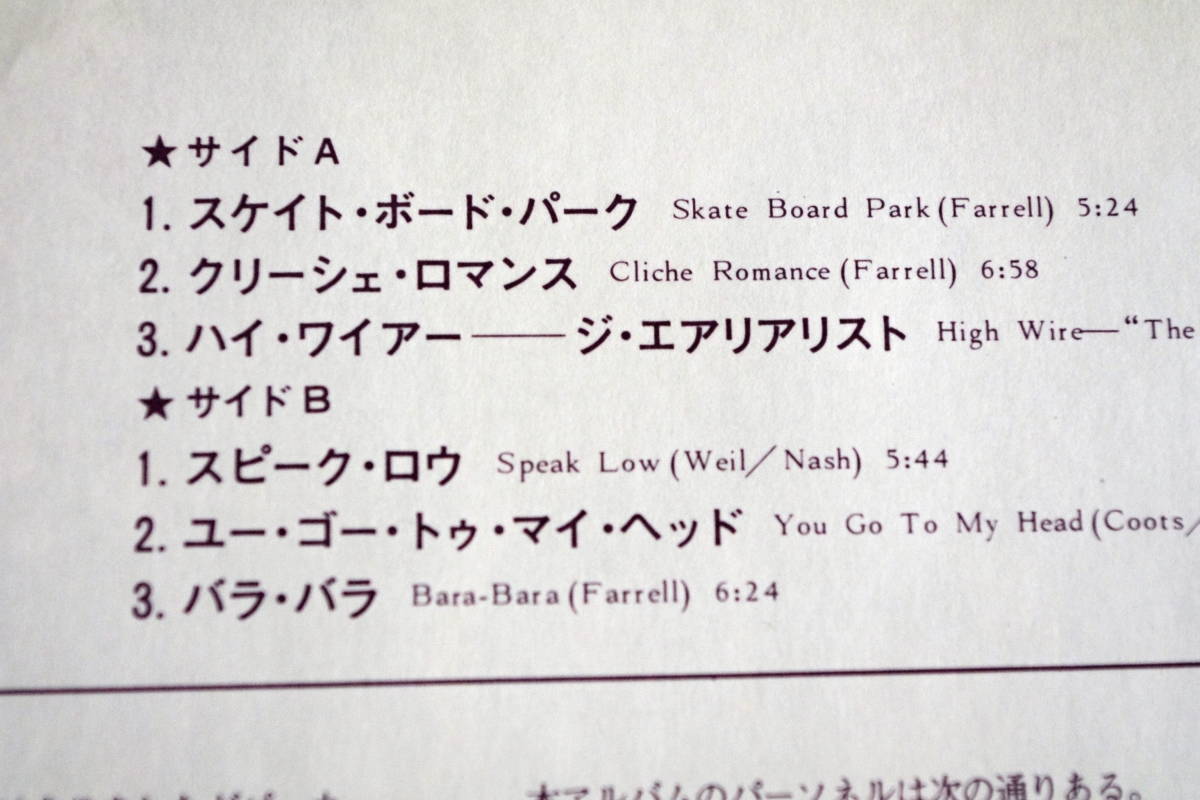 ★サイドA
1. スケイト・ボード・パーク Skate Board Park (Farrell) 5:24
2. クリーシェ・ロマンス Cliche Romance (Farrell) 6:58
3. ハイ・ワイアー——ジ・エアリアリスト High Wire—“The
★サイドB
1. スピーク・ロウ Speak Low (Weil／Nash) 5:44
2. ユー・ゴー・トゥ・マイ・ヘッド You Go To My Head (Coots／
3. バラ・バラ Bara-Bara (Farrell) 6:24
★アルバムのパーソネルは次の通りある。